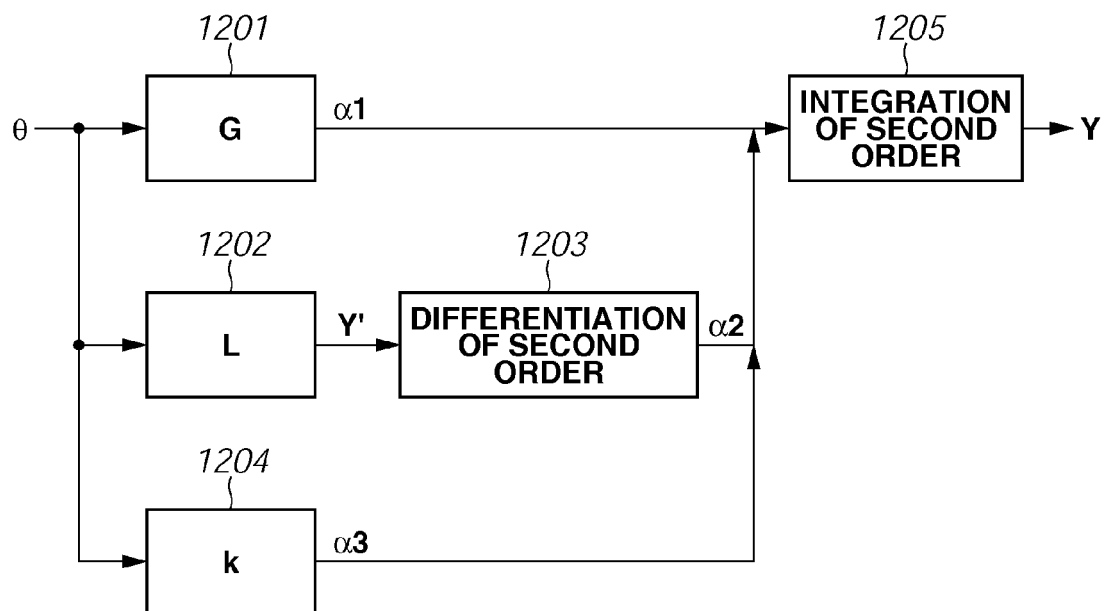 1201
1205
θ
G
α1
INTEGRATION
OF SECOND
ORDER
Y
1202
1203
L
Y'
DIFFERENTIATION
OF SECOND
ORDER
α2
1204
k
α3